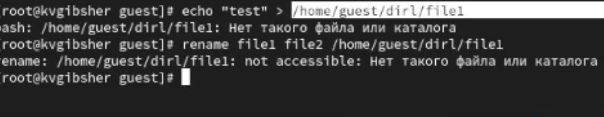 [root@kvgibsher guest]# echo "test" > /home/guest/dirl/file1
bash: /home/guest/dirl/file1: Нет такого файла или каталога
[root@kvgibsher guest]# rename file1 file2 /home/guest/dirl/file1
rename: /home/guest/dirl/file1: not accessible: Нет такого файла или каталога
[root@kvgibsher guest]#